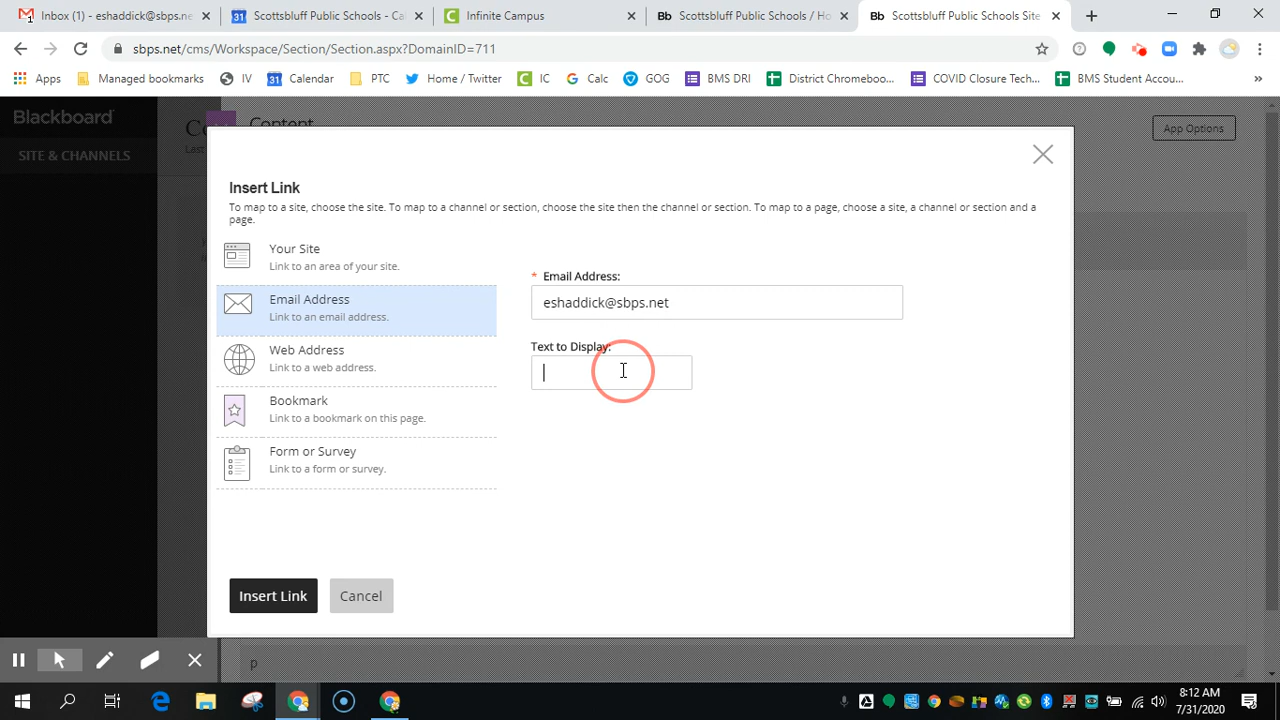 Inbox (1) - eshaddick@sbps.ne
Scottsbluff Public Schools - Ca
Infinite Campus
Bb Scottsbluff Public Schools / Ho
Bb Scottsbluff Public Schools Site
sbps.net/cms/Workspace/Section/Section.aspx?DomainID=711
Apps Managed bookmarks IV Calendar PTC Home / Twitter IC Calc GOG BMS DRI District Chromeboo... COVID Closure Tech... BMS Student Accou... »
Blackboard
SITE & CHANNELS
Content
App Options
Insert Link
To map to a site, choose the site. To map to a channel or section, choose the site then the channel or section. To map to a page, choose a site, a channel or section and a
page.
Your Site
Link to an area of your site.
Email Address
Link to an email address.
Web Address
Link to a web address.
Bookmark
Link to a bookmark on this page.
Form or Survey
Link to a form or survey.
* Email Address:
eshaddick@sbps.net
Text to Display:
Insert Link
Cancel
p
8:12 AM
7/31/2020